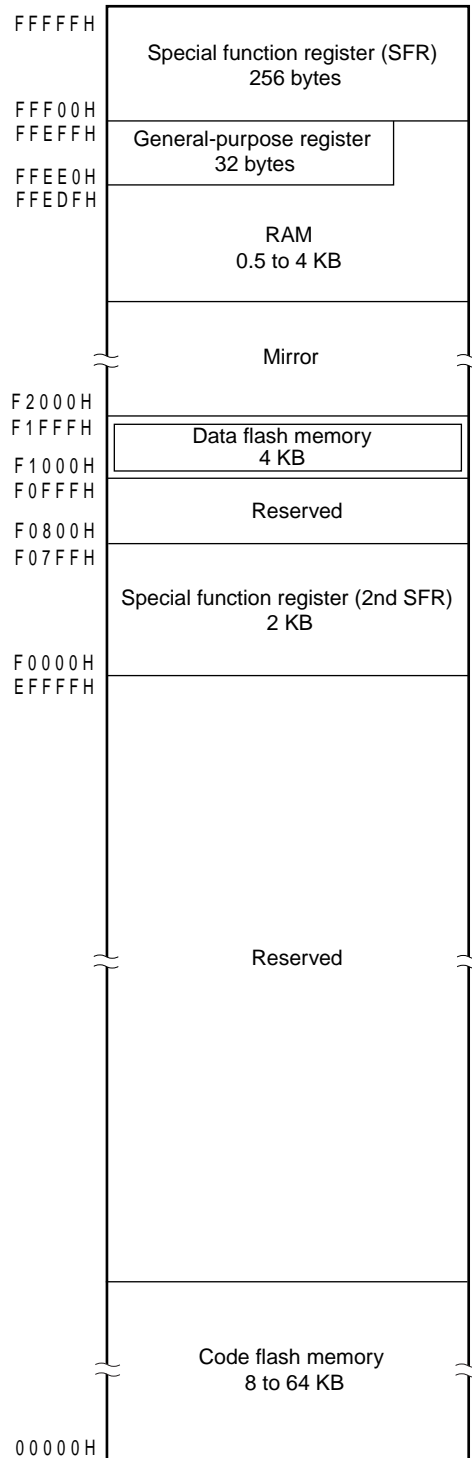 FFFFFH
Special function register (SFR)
256 bytes
FFF00H
FFEFFH
General-purpose register
32 bytes
FFEE0H
FFEDFH
RAM
0.5 to 4 KB
Mirror
F2000H
F1FFFH
Data flash memory
4 KB
F1000H
F0FFFH
Reserved
F0800H
F07FFH
Special function register (2nd SFR)
2 KB
F0000H
EFFFFH
Reserved
Code flash memory
8 to 64 KB
00000H